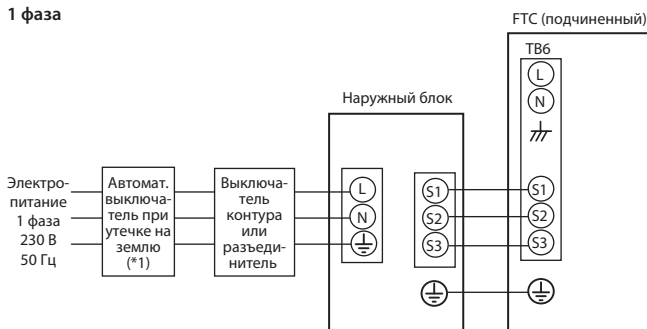 1 фаза
FTC (подчиненный)
TB6
L
N
Наружный блок
Электро-
питание
1 фаза
230 В
50 Гц
Автомат.
выключа-
тель при
утечке на
землю
(*1)
Выключа-
тель
контура
или
разъеди-
нитель
L
N
S1
S2
S3
S1
S2
S3